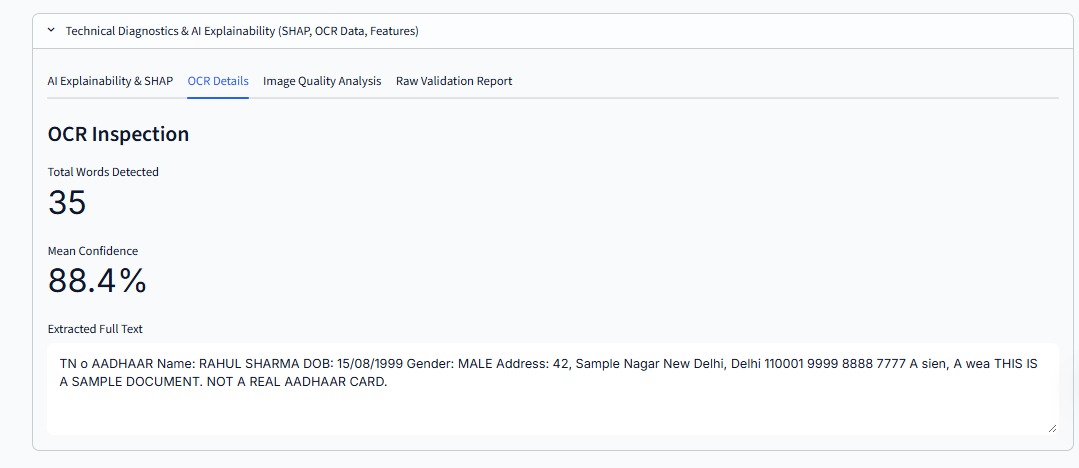 Technical Diagnostics & AI Explainability (SHAP, OCR Data, Features)
AI Explainability & SHAP OCR Details Image Quality Analysis Raw Validation Report
OCR Inspection
Total Words Detected
35
Mean Confidence
88.4%
Extracted Full Text
TN o AADHAAR Name: RAHUL SHARMA DOB: 15/08/1999 Gender: MALE Address: 42, Sample Nagar New Delhi, Delhi 110001 9999 8888 7777 A sien, A wea THIS IS
A SAMPLE DOCUMENT. NOT A REAL AADHAAR CARD.